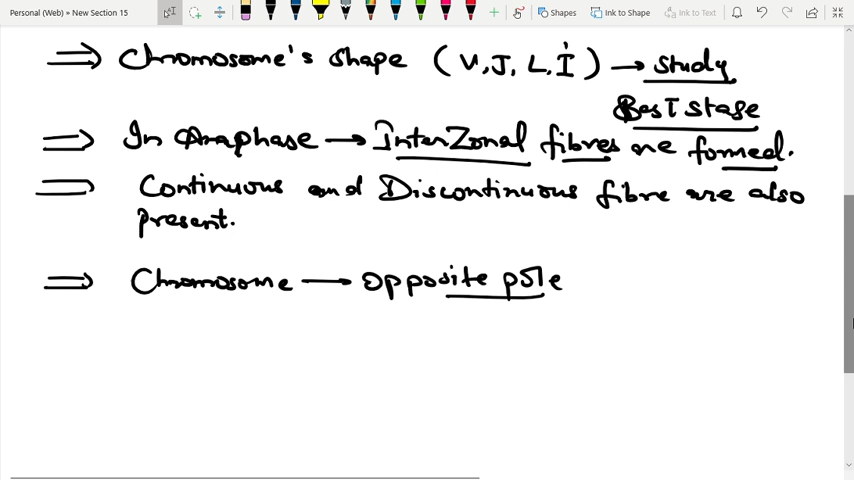 Personal (Web) » New Section 15
Shapes
Ink to Shape
Ink to Text
⇒ Chromosome's shape (V, J, L, I) → study
Best stage
⇒ In Anaphase → InterZonal fibres are formed.
⇒ Continuous and Discontinuous fibre are also
present.
⇒ Chromosome — opposite pole